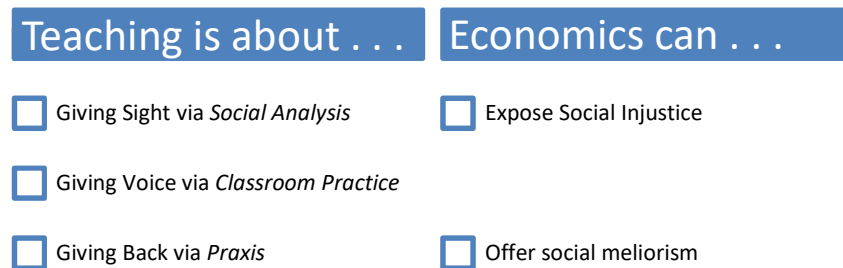 Teaching is about . . .
Giving Sight via Social Analysis
Giving Voice via Classroom Practice
Giving Back via Praxis
Economics can . . .
Expose Social Injustice
Offer social meliorism